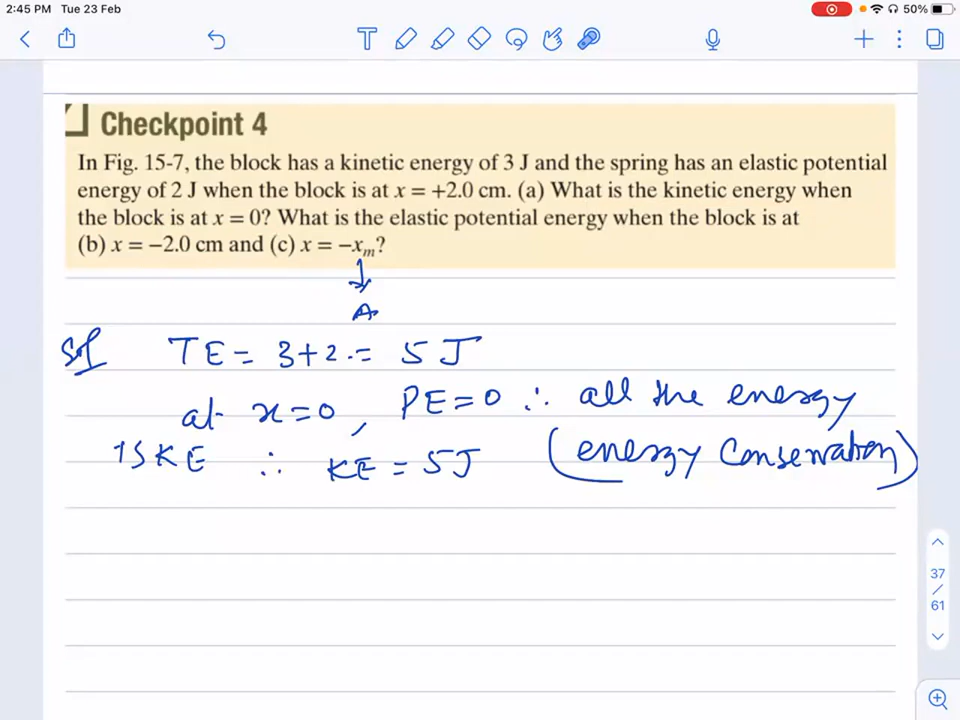 2:45 PM Tue 23 Feb
50%
Checkpoint 4
In Fig. 15-7, the block has a kinetic energy of 3 J and the spring has an elastic potential
energy of 2 J when the block is at x = +2.0 cm. (a) What is the kinetic energy when
the block is at x = 0? What is the elastic potential energy when the block is at
(b) x = −2.0 cm and (c) x = −xₘ?
↓
A
Sol TE = 3+2 = 5 J
at x=0, PE=0 ∴ all the energy
is KE ∴ KE = 5J (energy conservation)
37
/
61